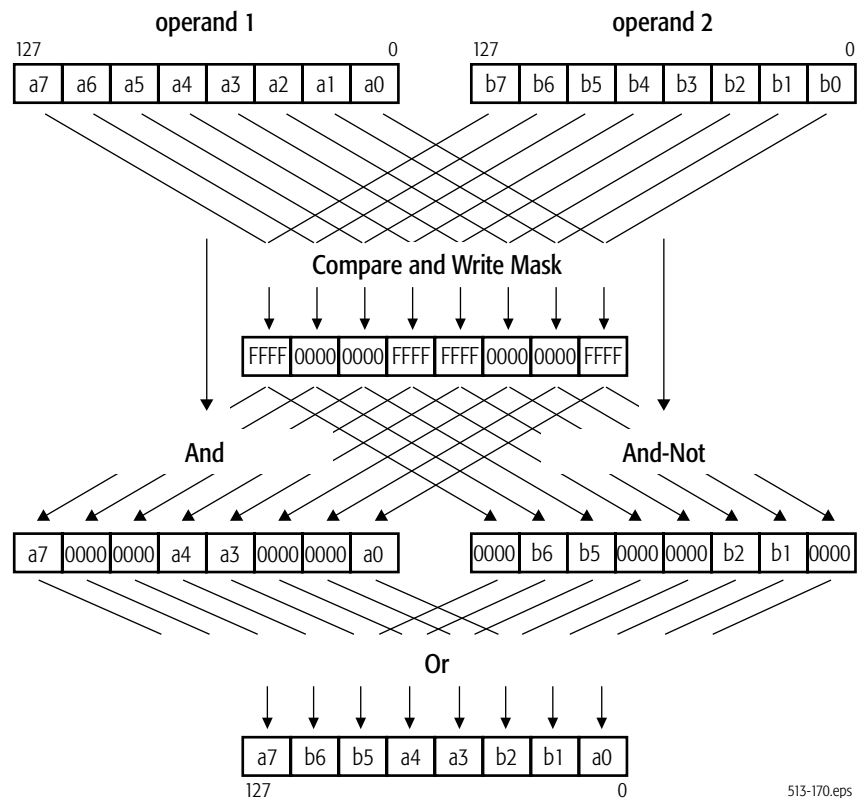 operand 1 operand 2
127 0 127 0
a7 a6 a5 a4 a3 a2 a1 a0 b7 b6 b5 b4 b3 b2 b1 b0
Compare and Write Mask
FFFF 0000 0000 FFFF FFFF 0000 0000 FFFF
And And-Not
a7 0000 0000 a4 a3 0000 0000 a0 0000 b6 b5 0000 0000 b2 b1 0000
Or
a7 b6 b5 a4 a3 b2 b1 a0
127 0
513-170.eps